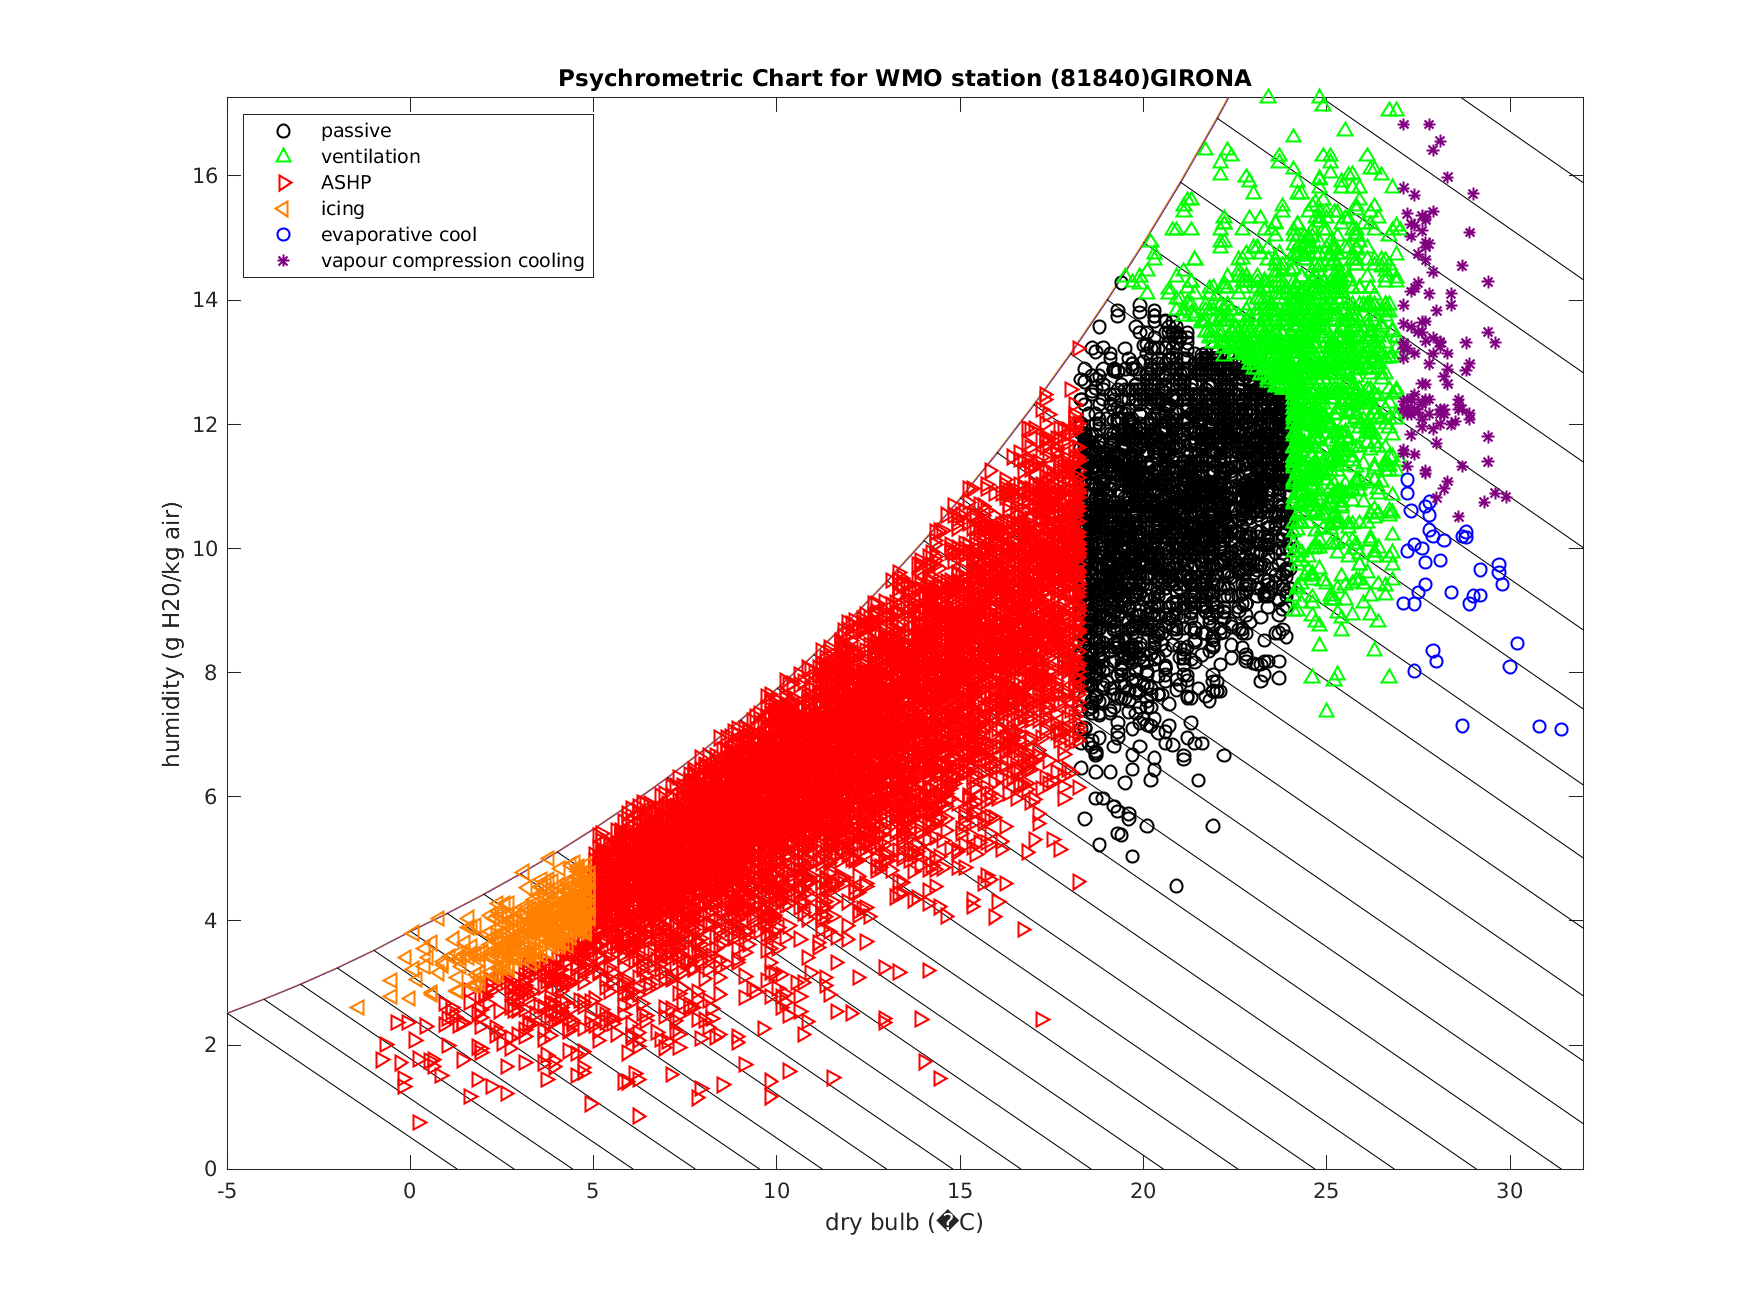 Psychrometric Chart for WMO station (81840)GIRONA
passive
ventilation
ASHP
icing
evaporative cool
vapour compression cooling
humidity (g H20/kg air)
16
14
12
10
8
6
4
2
0
-5 0 5 10 15 20 25 30
dry bulb (�C)